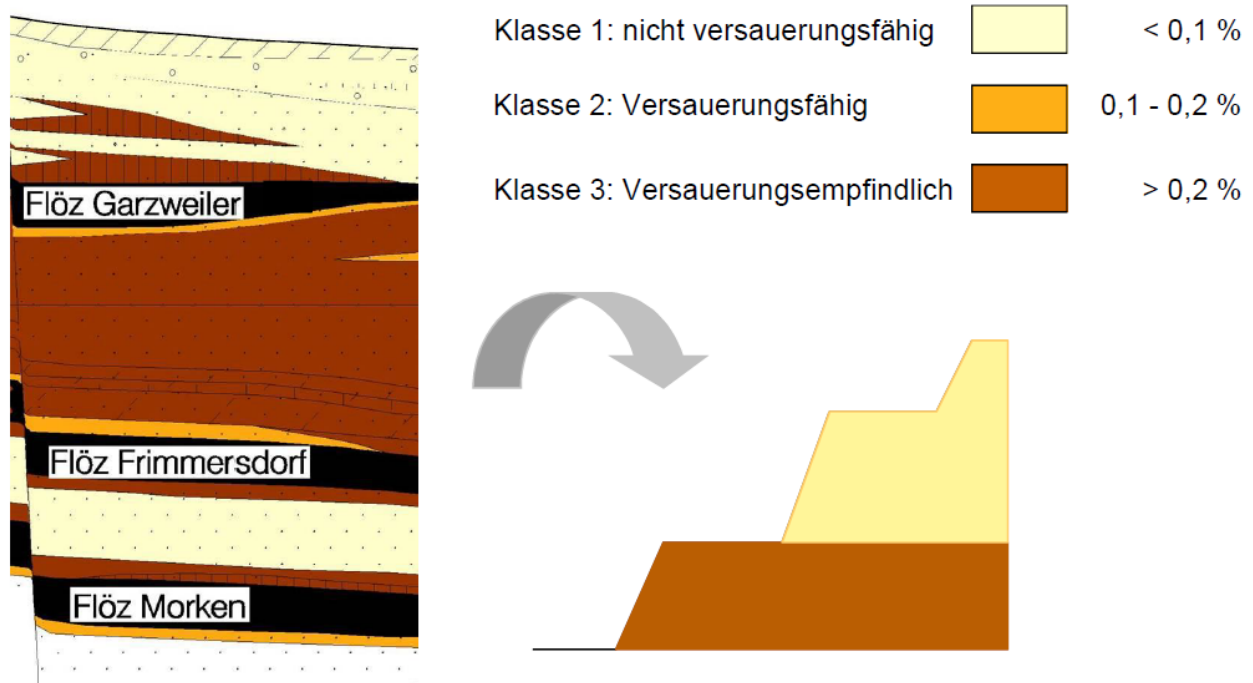 Klasse 1: nicht versauerungsfähig < 0,1 %
Klasse 2: Versauerungsfähig 0,1 - 0,2 %
Klasse 3: Versauerungsempfindlich > 0,2 %
Flöz Garzweiler
Flöz Frimmersdorf
Flöz Morken